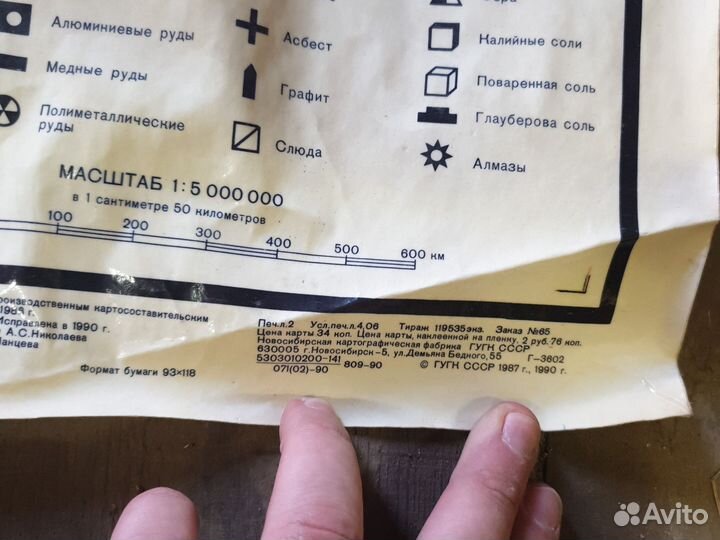 Алюминиевые руды
Медные руды
Полиметаллические
руды
Асбест
Графит
Слюда
Калийные соли
Поваренная соль
Глауберова соль
Алмазы
МАСШТАБ 1:5 000 000
в 1 сантиметре 50 километров
100 200 300 400 500 600 км
картосоставительским
Исправлена в 1990 г.
А.С.Николаева
Формат бумаги 93×118
Печ.л.2 Усл.печ.л.4,06 Тираж 119535экз. Заказ №65
Цена карты 34 коп. Цена карты, наклеенной на пленку, 2 руб. 76 коп.
Новосибирская картографическая фабрика ГУГН СССР
630005 г.Новосибирск-5, ул.Демьяна Бедного,55 Г-3602
5303010200-141 809-90 © ГУГН СССР 1987 г., 1990 г.
071(02)-90
Avito